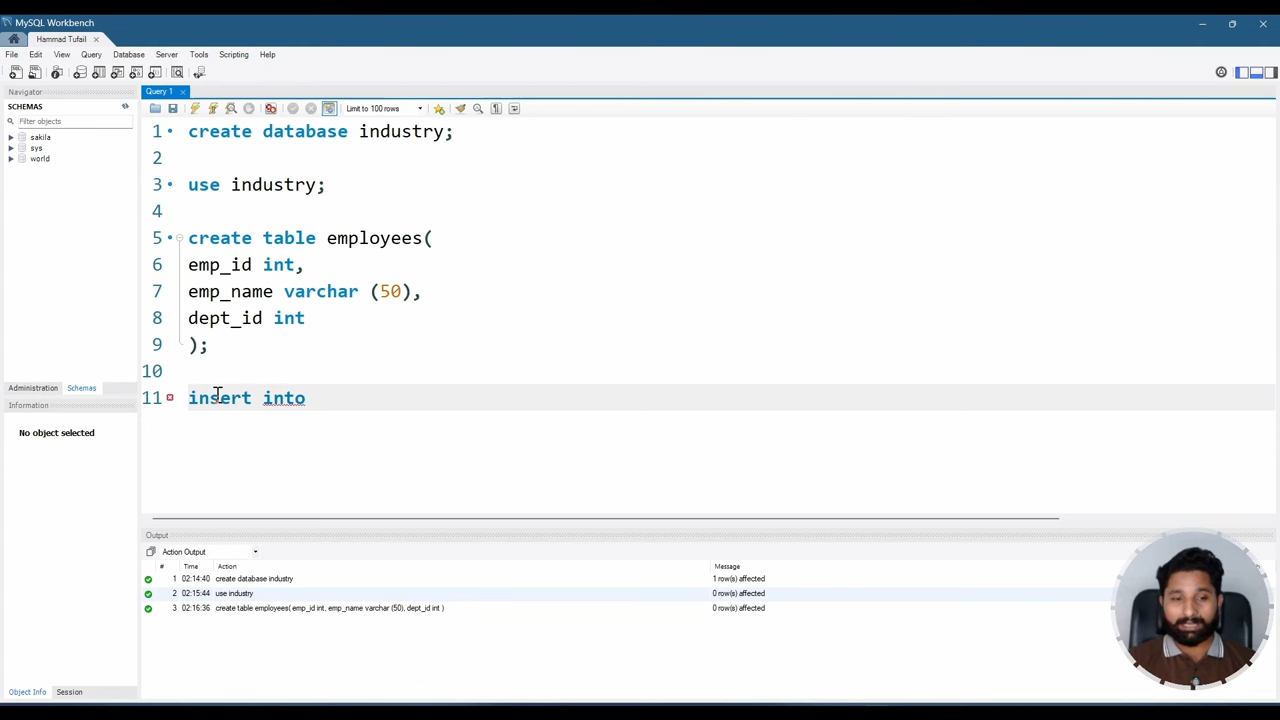 MySQL Workbench
Hammad Tufail
File Edit View Query Database Server Tools Scripting Help
Navigator
SCHEMAS
Filter objects
sakila
sys
world
Administration Schemas
Information
No object selected
Object Info Session
Query 1
Limit to 100 rows
1 create database industry;
2
3 use industry;
4
5 create table employees(
6 emp_id int,
7 emp_name varchar (50),
8 dept_id int
9 );
10
11 insert into
Output
Action Output
# Time Action Message
1 02:14:40 create database industry 1 row(s) affected
2 02:15:44 use industry 0 row(s) affected
3 02:16:36 create table employees( emp_id int, emp_name varchar (50), dept_id int ) 0 row(s) affected